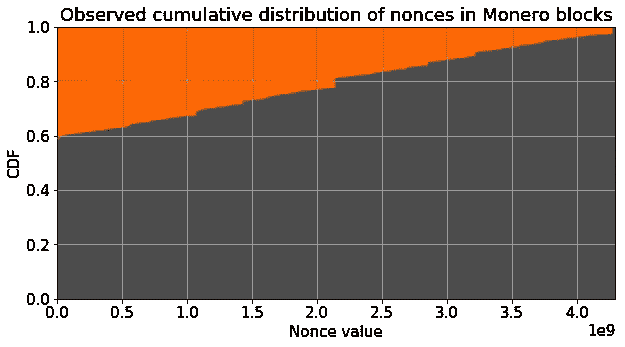 Observed cumulative distribution of nonces in Monero blocks
1.0
0.8
0.6
0.4
0.2
0.0
CDF
0.0 0.5 1.0 1.5 2.0 2.5 3.0 3.5 4.0
1e9
Nonce value